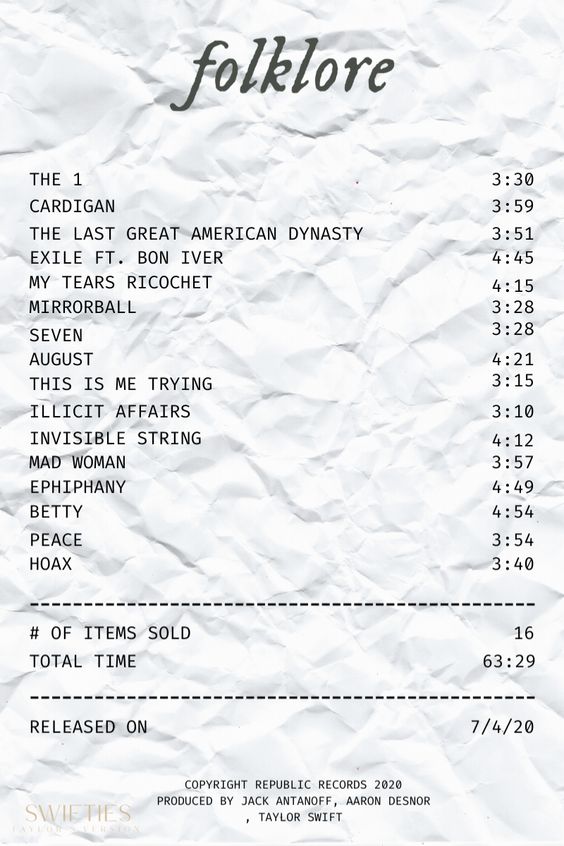 folklore
THE 1 3:30
CARDIGAN 3:59
THE LAST GREAT AMERICAN DYNASTY 3:51
EXILE FT. BON IVER 4:45
MY TEARS RICOCHET 4:15
MIRRORBALL 3:28
SEVEN 3:28
AUGUST 4:21
THIS IS ME TRYING 3:15
ILLICIT AFFAIRS 3:10
INVISIBLE STRING 4:12
MAD WOMAN 3:57
EPHIPHANY 4:49
BETTY 4:54
PEACE 3:54
HOAX 3:40
# OF ITEMS SOLD 16
TOTAL TIME 63:29
RELEASED ON 7/4/20
COPYRIGHT REPUBLIC RECORDS 2020
PRODUCED BY JACK ANTANOFF, AARON DESNOR
, TAYLOR SWIFT
SWIFTIES
TAYLOR'S VERSION